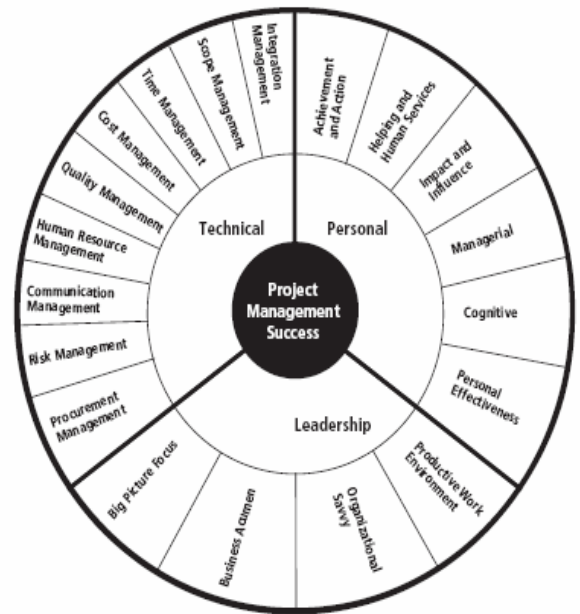 Integration
Management
Scope Management
Time Management
Cost Management
Quality Management
Human Resource
Management
Communication
Management
Risk Management
Procurement
Management
Achievement
and Action
Helping and
Human Services
Impact and
Influence
Managerial
Cognitive
Personal
Effectiveness
Technical
Personal
Project
Management
Success
Leadership
Big Picture Focus
Business Acumen
Organizational
Savvy
Productive Work
Environment